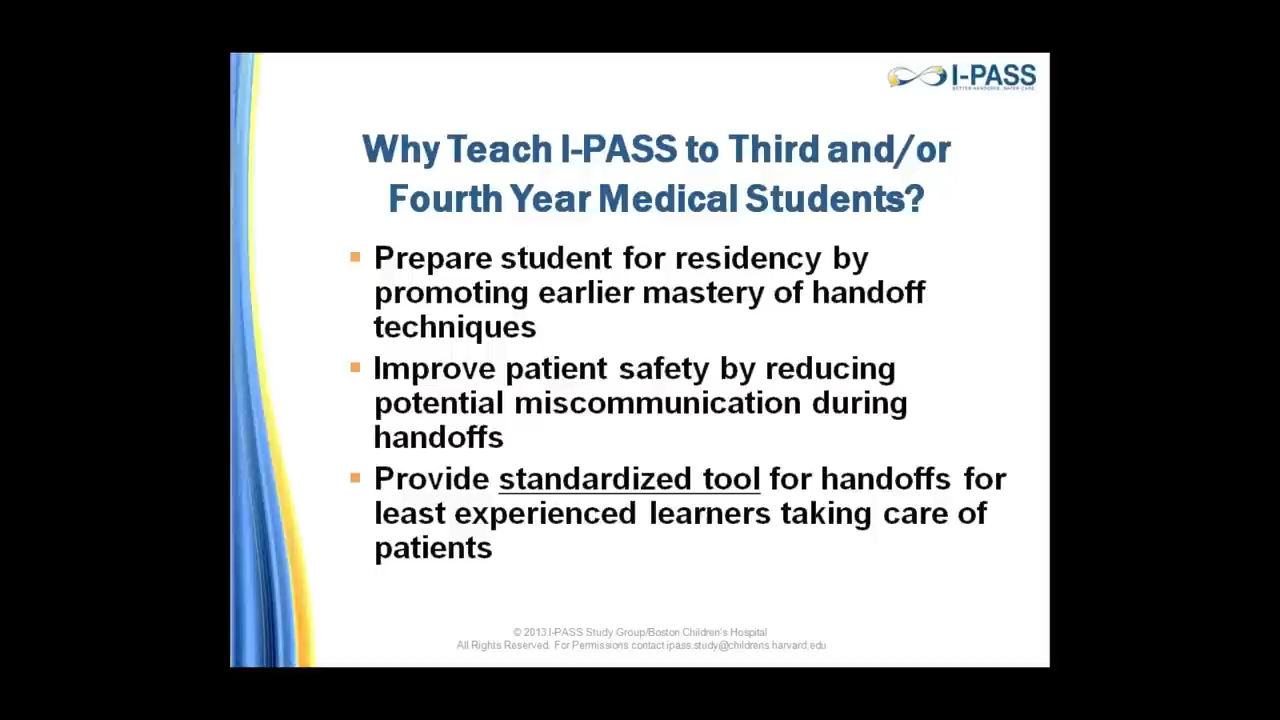 I-PASS
BETTER HANDOFFS. SAFER CARE.
Why Teach I-PASS to Third and/or
Fourth Year Medical Students?
Prepare student for residency by
promoting earlier mastery of handoff
techniques
Improve patient safety by reducing
potential miscommunication during
handoffs
Provide standardized tool for handoffs for
least experienced learners taking care of
patients
© 2013 I-PASS Study Group/Boston Children's Hospital
All Rights Reserved. For Permissions contact ipass.study@childrens.harvard.edu